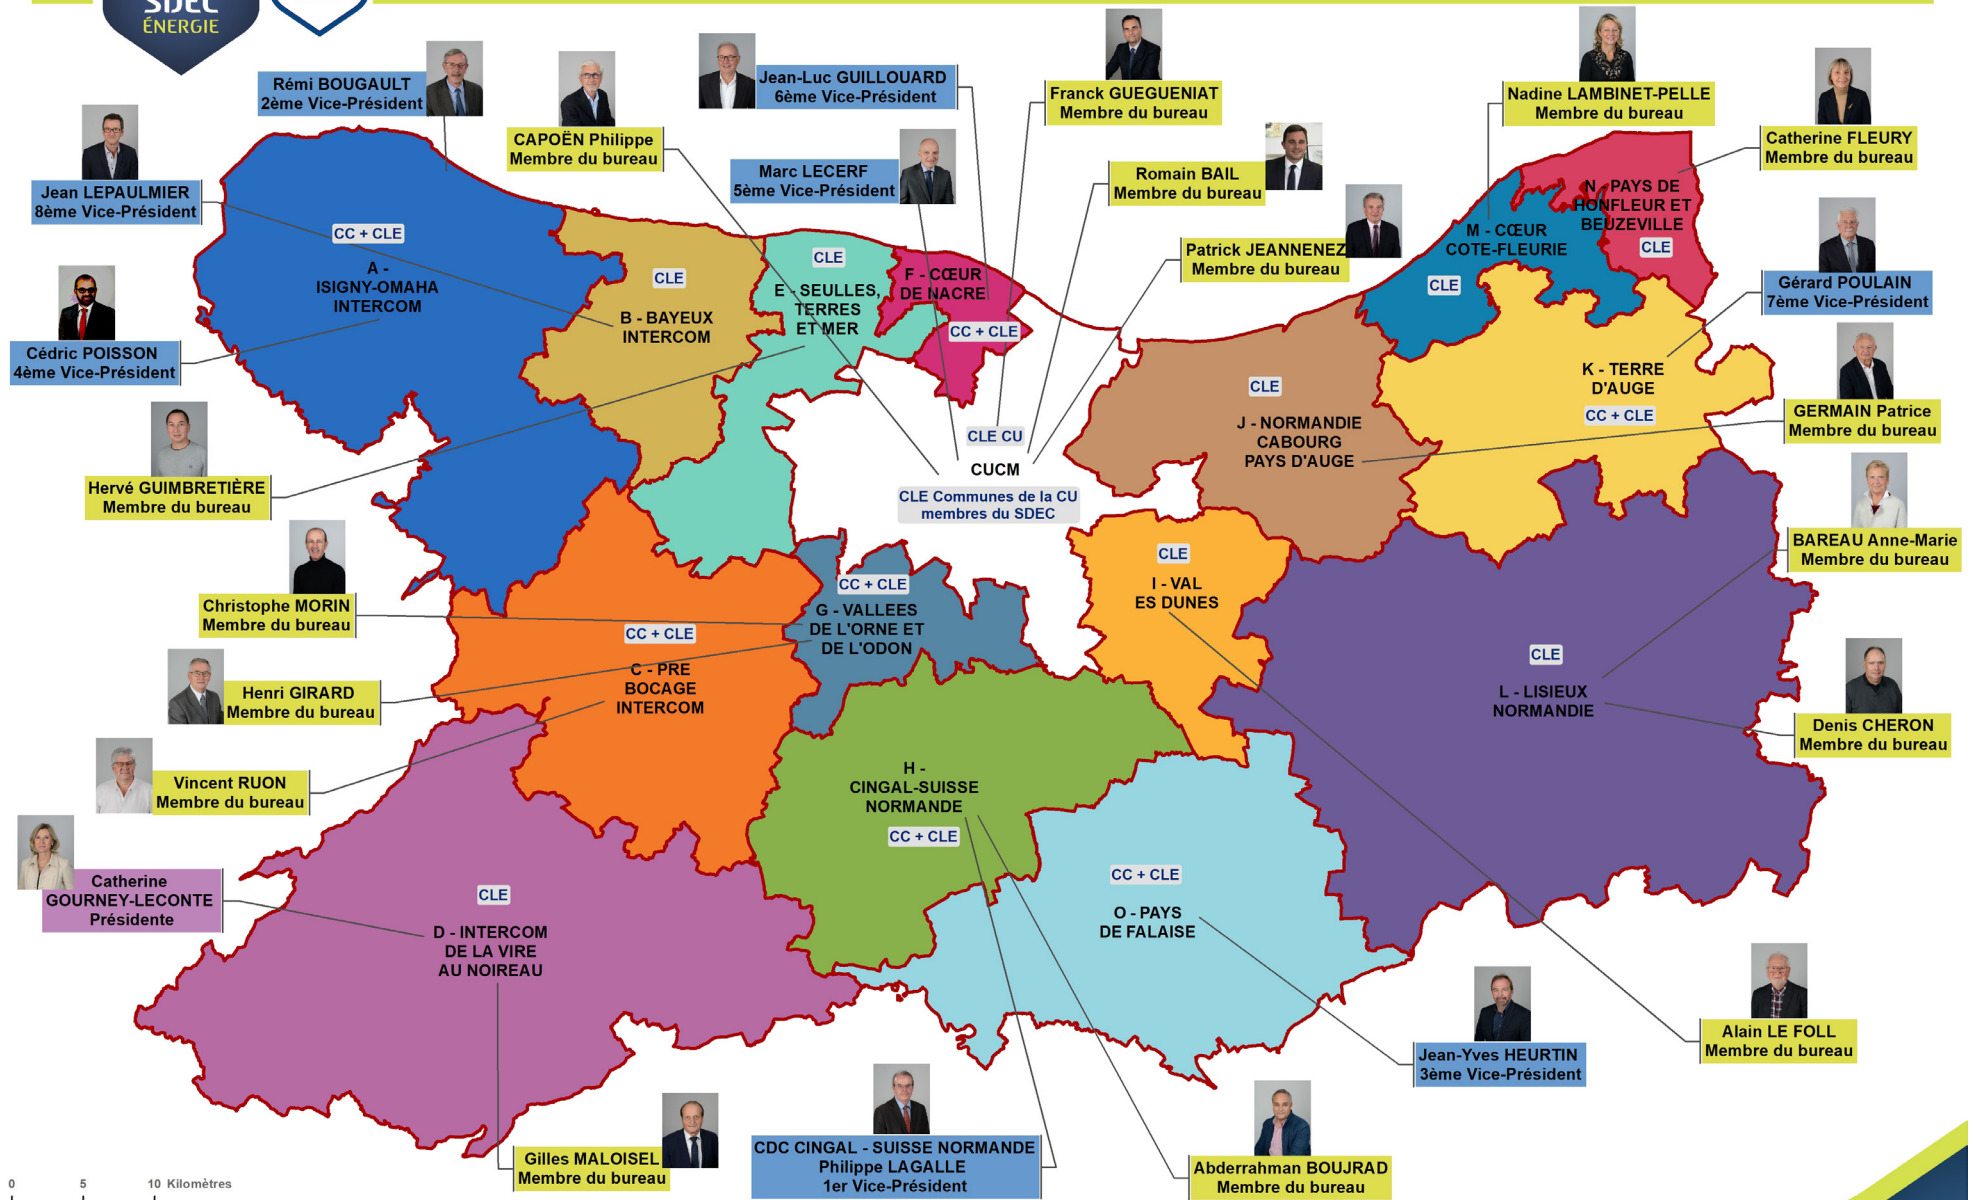 SDEC
ÉNERGIE
Rémi BOUGAULT
2ème Vice-Président
CAPOËN Philippe
Membre du bureau
Jean-Luc GUILLOUARD
6ème Vice-Président
Franck GUEGUENIAT
Membre du bureau
Nadine LAMBINET-PELLE
Membre du bureau
Catherine FLEURY
Membre du bureau
Jean LEPAULMIER
8ème Vice-Président
Marc LECERF
5ème Vice-Président
Romain BAIL
Membre du bureau
Patrick JEANNENEZ
Membre du bureau
Gérard POULAIN
7ème Vice-Président
Cédric POISSON
4ème Vice-Président
GERMAIN Patrice
Membre du bureau
Hervé GUIMBRETIÈRE
Membre du bureau
BAREAU Anne-Marie
Membre du bureau
Christophe MORIN
Membre du bureau
Henri GIRARD
Membre du bureau
Denis CHERON
Membre du bureau
Vincent RUON
Membre du bureau
Catherine
GOURNEY-LECONTE
Présidente
Alain LE FOLL
Membre du bureau
Jean-Yves HEURTIN
3ème Vice-Président
Gilles MALOISEL
Membre du bureau
CDC CINGAL - SUISSE NORMANDE
Philippe LAGALLE
1er Vice-Président
Abderrahman BOUJRAD
Membre du bureau
CC + CLE
A -
ISIGNY-OMAHA
INTERCOM
CLE
B - BAYEUX
INTERCOM
CLE
E - SEULLES,
TERRES
ET MER
F - CŒUR
DE NACRE
CC + CLE
CLE CU
CUCM
CLE Communes de la CU
membres du SDEC
CLE
J - NORMANDIE
CABOURG
PAYS D'AUGE
M - CŒUR
COTE-FLEURIE
CLE
N - PAYS DE
HONFLEUR ET
BEUZEVILLE
CLE
K - TERRE
D'AUGE
CC + CLE
CC + CLE
G - VALLEES
DE L'ORNE ET
DE L'ODON
CLE
I - VAL
ES DUNES
CC + CLE
C - PRE
BOCAGE
INTERCOM
CLE
L - LISIEUX
NORMANDIE
H -
CINGAL-SUISSE
NORMANDE
CC + CLE
CC + CLE
O - PAYS
DE FALAISE
CLE
D - INTERCOM
DE LA VIRE
AU NOIREAU
0 5 10 Kilomètres